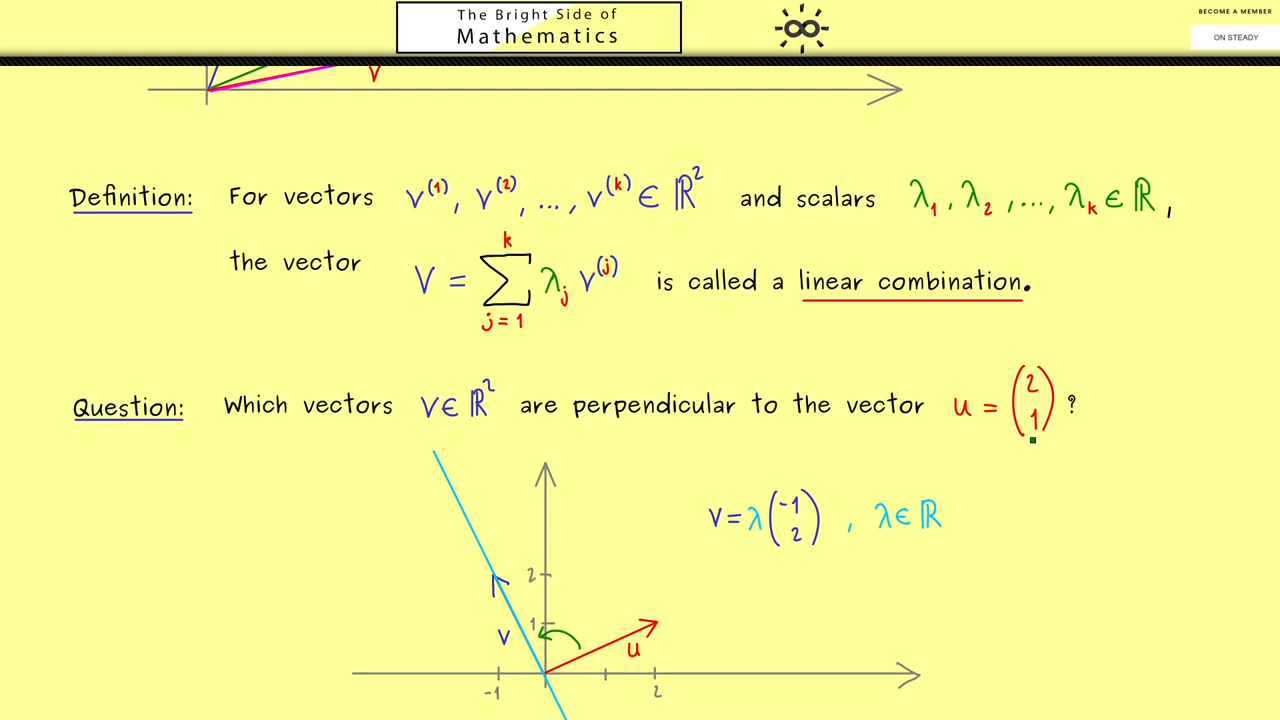 The Bright Side of
Mathematics
BECOME A MEMBER
ON STEADY
v
Definition: For vectors v⁽¹⁾, v⁽²⁾, ..., v⁽ᵏ⁾ ∈ ℝ² and scalars λ₁, λ₂, ..., λₖ ∈ ℝ,
the vector v = ∑_{j=1}^{k} λ_j v^{(j)} is called a linear combination.
Question: Which vectors v ∈ ℝ² are perpendicular to the vector u = (2 1) ?
v = λ(-1 2) , λ ∈ ℝ
2
1
v
u
-1
2